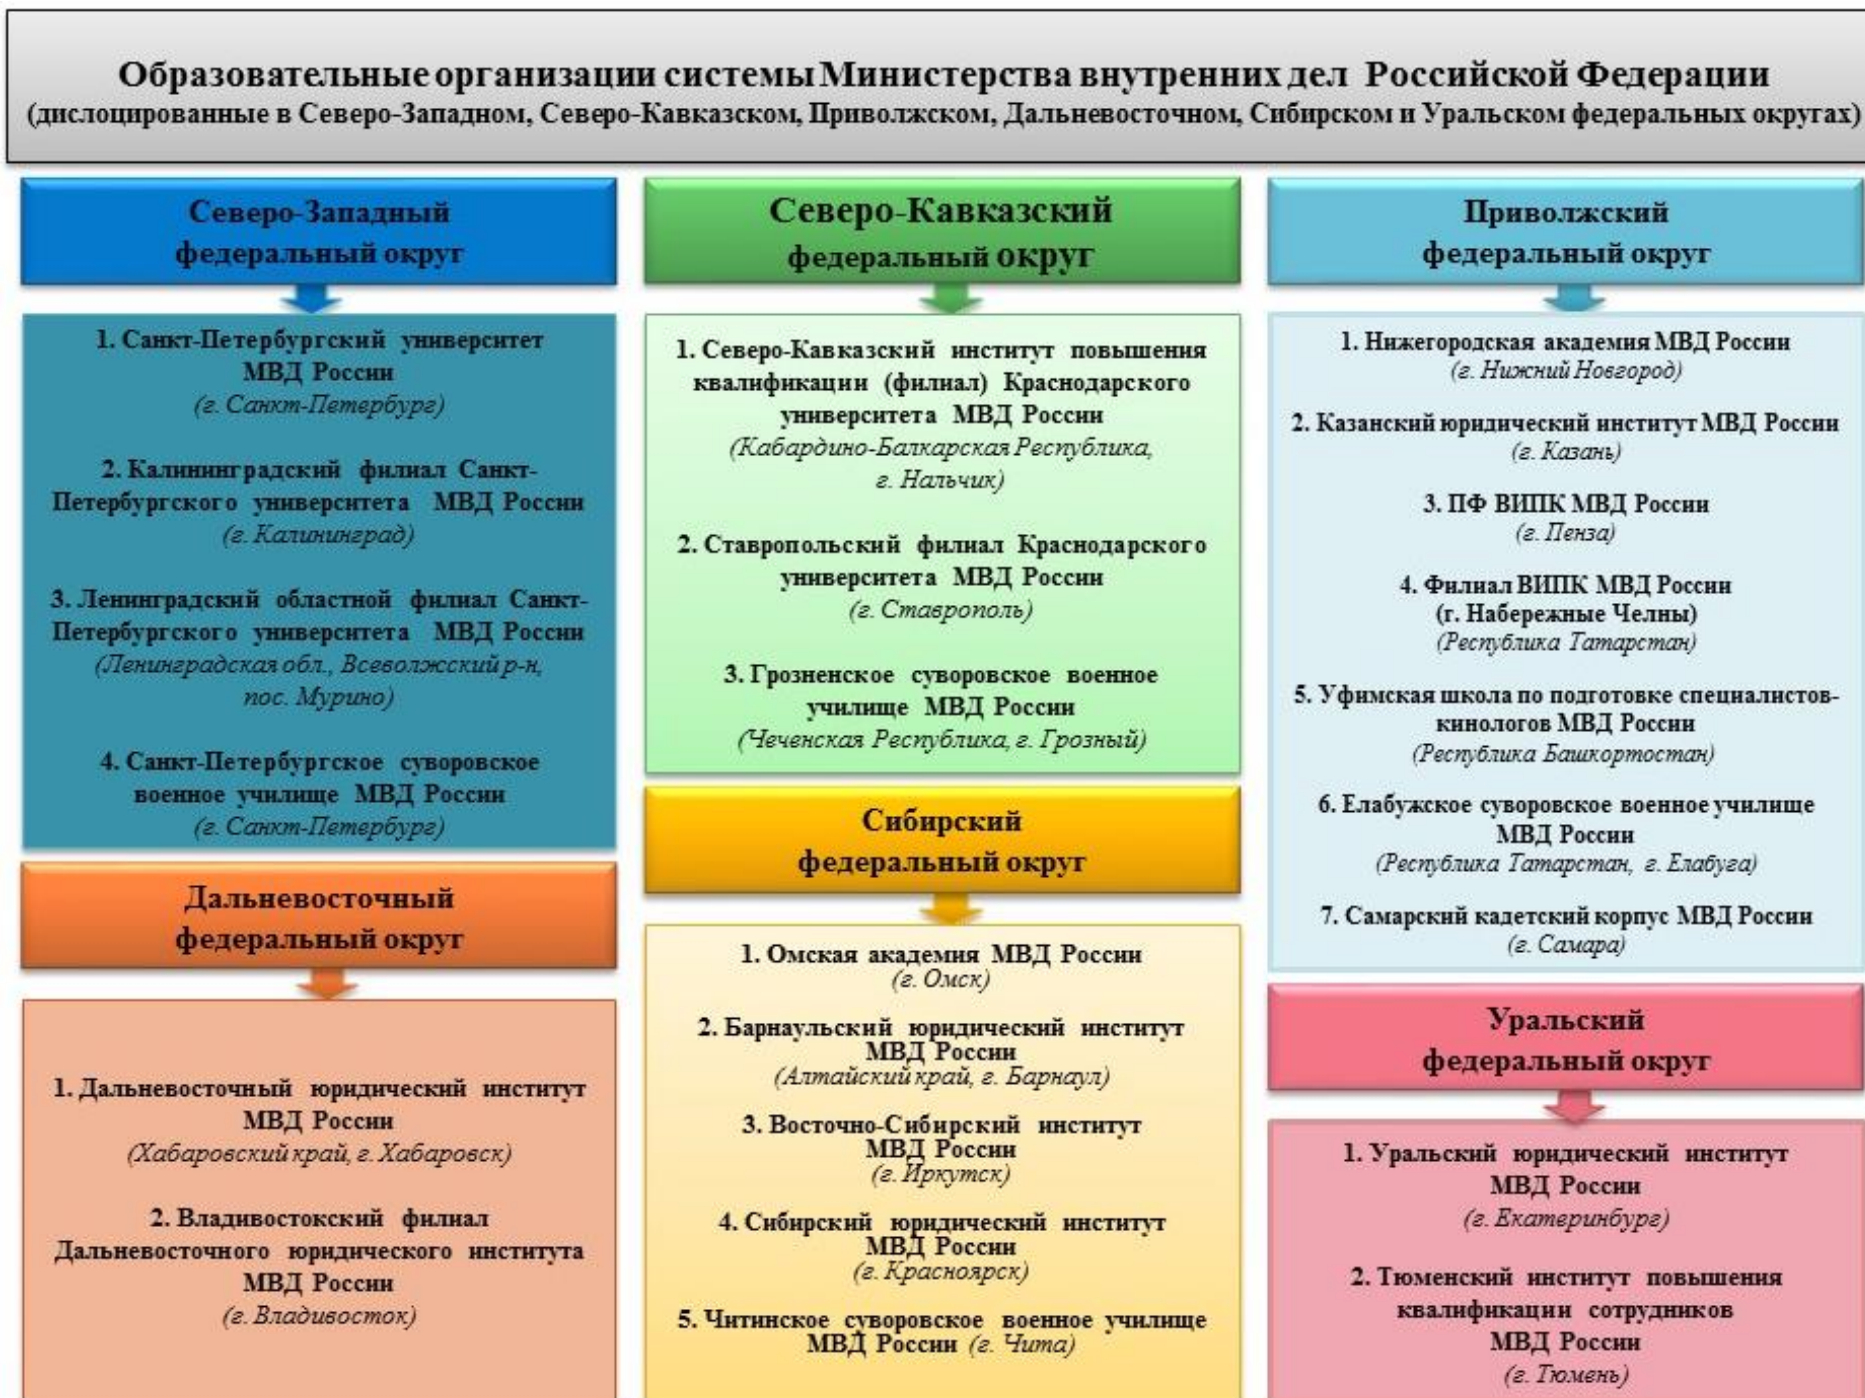 Образовательные организации системы Министерства внутренних дел Российской Федерации
(дислоцированные в Северо-Западном, Северо-Кавказском, Приволжском, Дальневосточном, Сибирском и Уральском федеральных округах)
Северо-Западный
федеральный округ
1. Санкт-Петербургский университет
МВД России
(г. Санкт-Петербург)
2. Калининградский филиал Санкт-
Петербургского университета МВД России
(г. Калининград)
3. Ленинградский областной филиал Санкт-
Петербургского университета МВД России
(Ленинградская обл., Всеволжский р-н,
пос. Мурино)
4. Санкт-Петербургское суворовское
военное училище МВД России
(г. Санкт-Петербург)
Дальневосточный
федеральный округ
1. Дальневосточный юридический институт
МВД России
(Хабаровский край, г. Хабаровск)
2. Владивостокский филиал
Дальневосточного юридического института
МВД России
(г. Владивосток)
Северо-Кавказский
федеральный округ
1. Северо-Кавказский институт повышения
квалификации (филиал) Краснодарского
университета МВД России
(Кабардино-Балкарская Республика,
г. Нальчик)
2. Ставропольский филиал Краснодарского
университета МВД России
(г. Ставрополь)
3. Грозненское суворовское военное
училище МВД России
(Чеченская Республика, г. Грозный)
Сибирский
федеральный округ
1. Омская академия МВД России
(г. Омск)
2. Барнаульский юридический институт
МВД России
(Алтайский край, г. Барнаул)
3. Восточно-Сибирский институт
МВД России
(г. Иркутск)
4. Сибирский юридический институт
МВД России
(г. Красноярск)
5. Читинское суворовское военное училище
МВД России (г. Чита)
Приволжский
федеральный округ
1. Нижегородская академия МВД России
(г. Нижний Новгород)
2. Казанский юридический институт МВД России
(г. Казань)
3. ПФ ВИПК МВД России
(г. Пенза)
4. Филиал ВИПК МВД России
(г. Набережные Челны)
(Республика Татарстан)
5. Уфимская школа по подготовке специалистов-
кинологов МВД России
(Республика Башкортостан)
6. Елабужское суворовское военное училище
МВД России
(Республика Татарстан, г. Елабуга)
7. Самарский кадетский корпус МВД России
(г. Самара)
Уральский
федеральный округ
1. Уральский юридический институт
МВД России
(г. Екатеринбург)
2. Тюменский институт повышения
квалификации сотрудников
МВД России
(г. Тюмень)